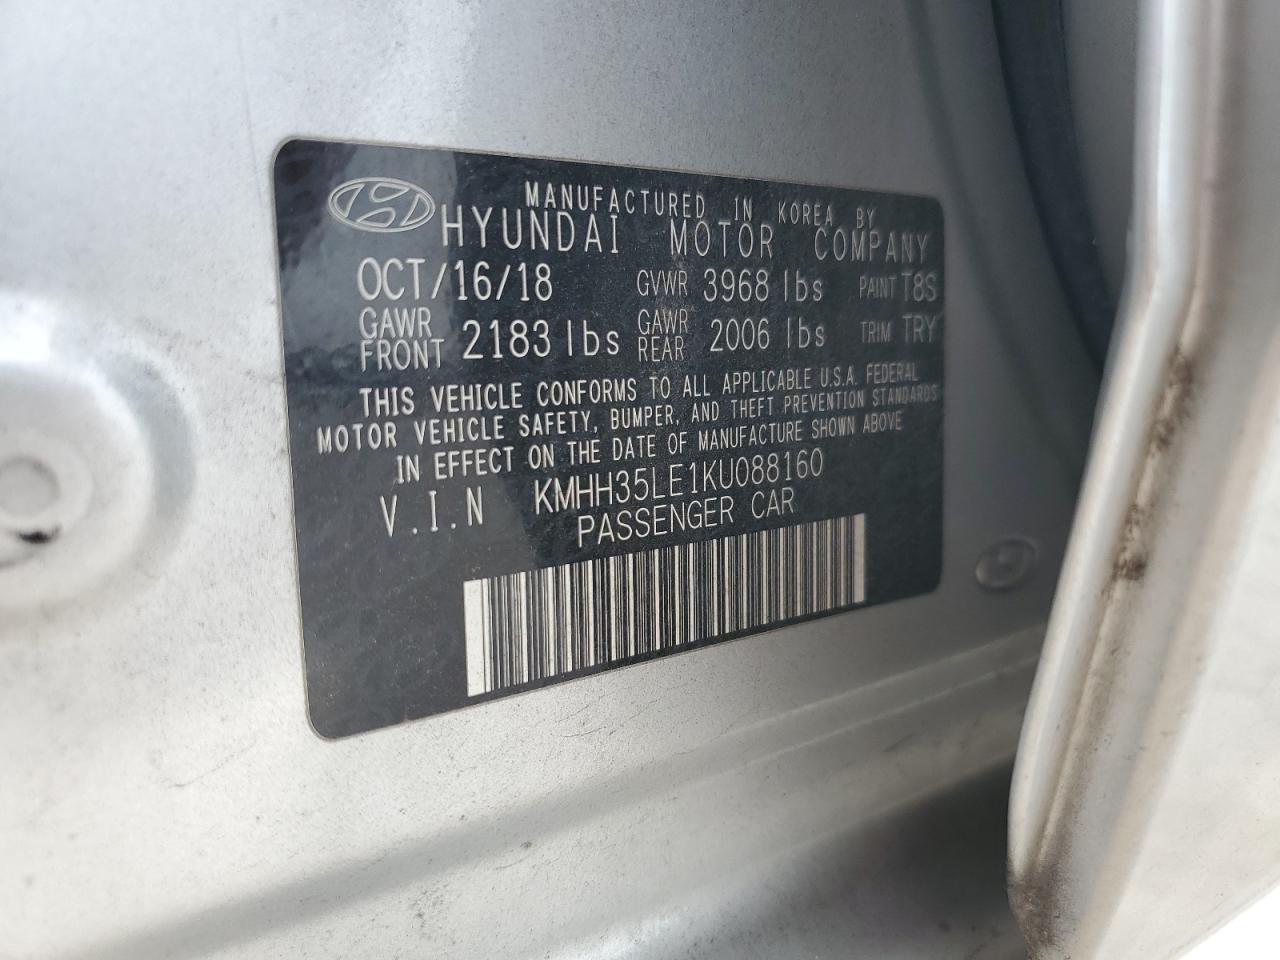 MANUFACTURED IN KOREA BY
HYUNDAI MOTOR COMPANY
OCT/16/18 GVWR 3968 lbs PAINT T8S
GAWR FRONT 2183 lbs GAWR REAR 2006 lbs TRIM TRY
THIS VEHICLE CONFORMS TO ALL APPLICABLE U.S.A. FEDERAL
MOTOR VEHICLE SAFETY, BUMPER, AND THEFT PREVENTION STANDARDS
IN EFFECT ON THE DATE OF MANUFACTURE SHOWN ABOVE
V.I.N KMHH35LE1KU088160
PASSENGER CAR